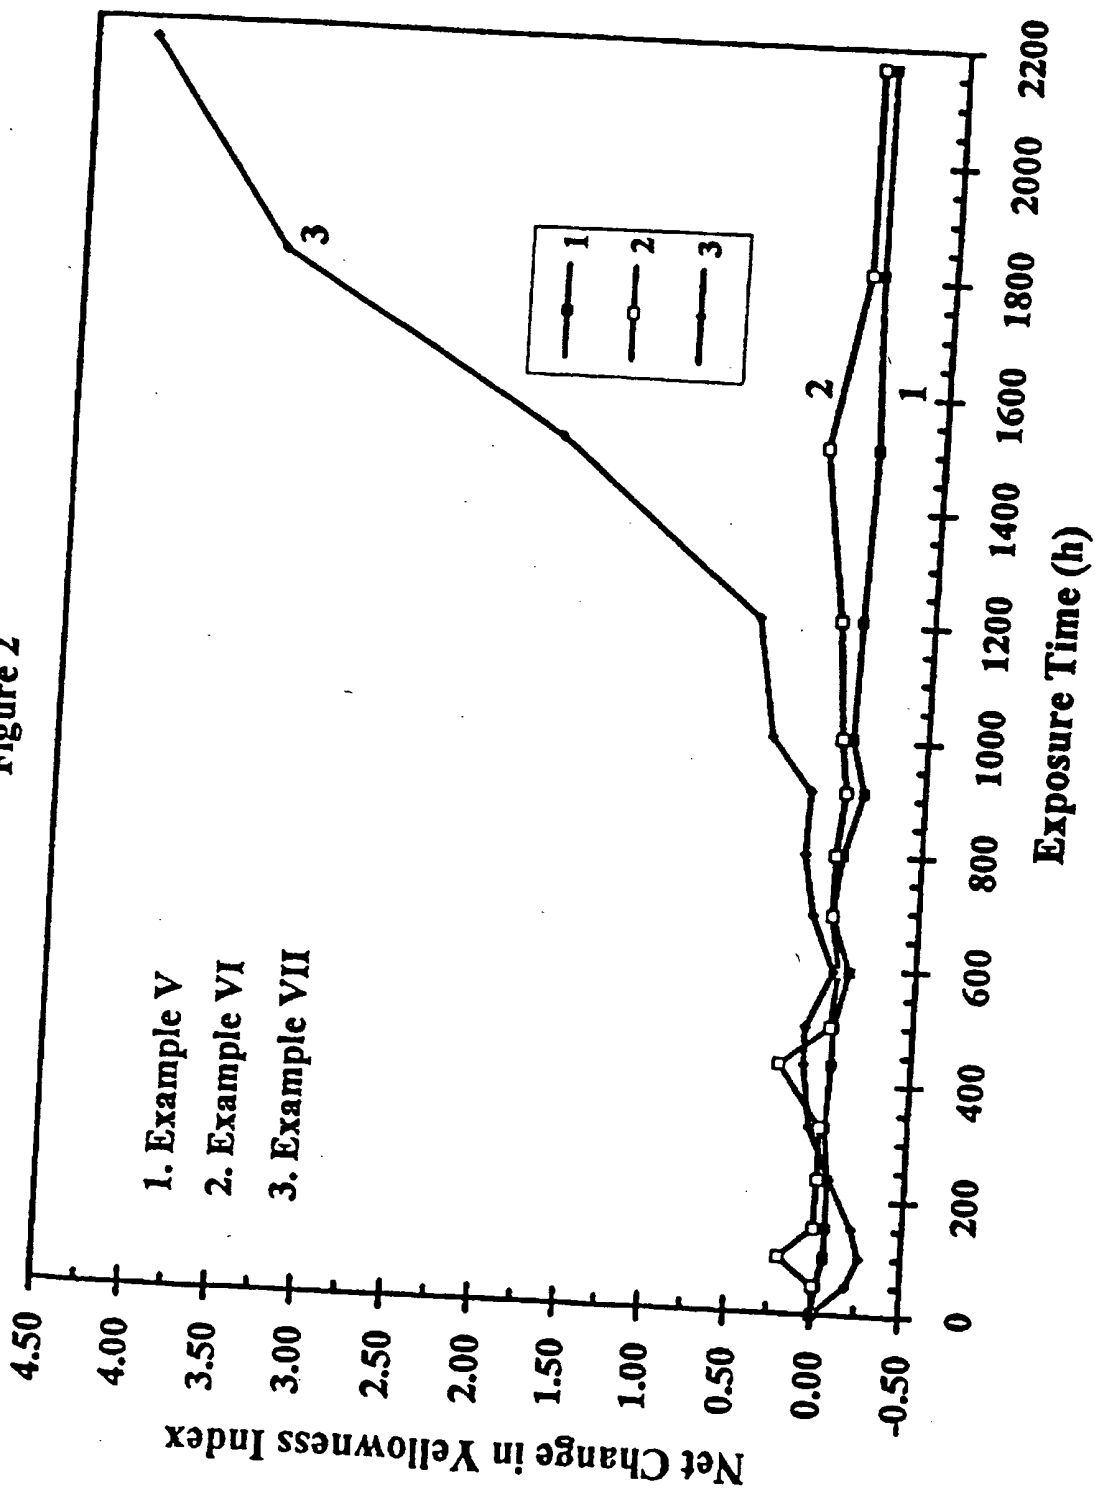 Figure 2
Net Change in Yellowness Index
4.50
4.00
3.50
3.00
2.50
2.00
1.50
1.00
0.50
0.00
-0.50
1. Example V
2. Example VI
3. Example VII
3
2
1
1
2
3
0 200 400 600 800 1000 1200 1400 1600 1800 2000 2200
Exposure Time (h)